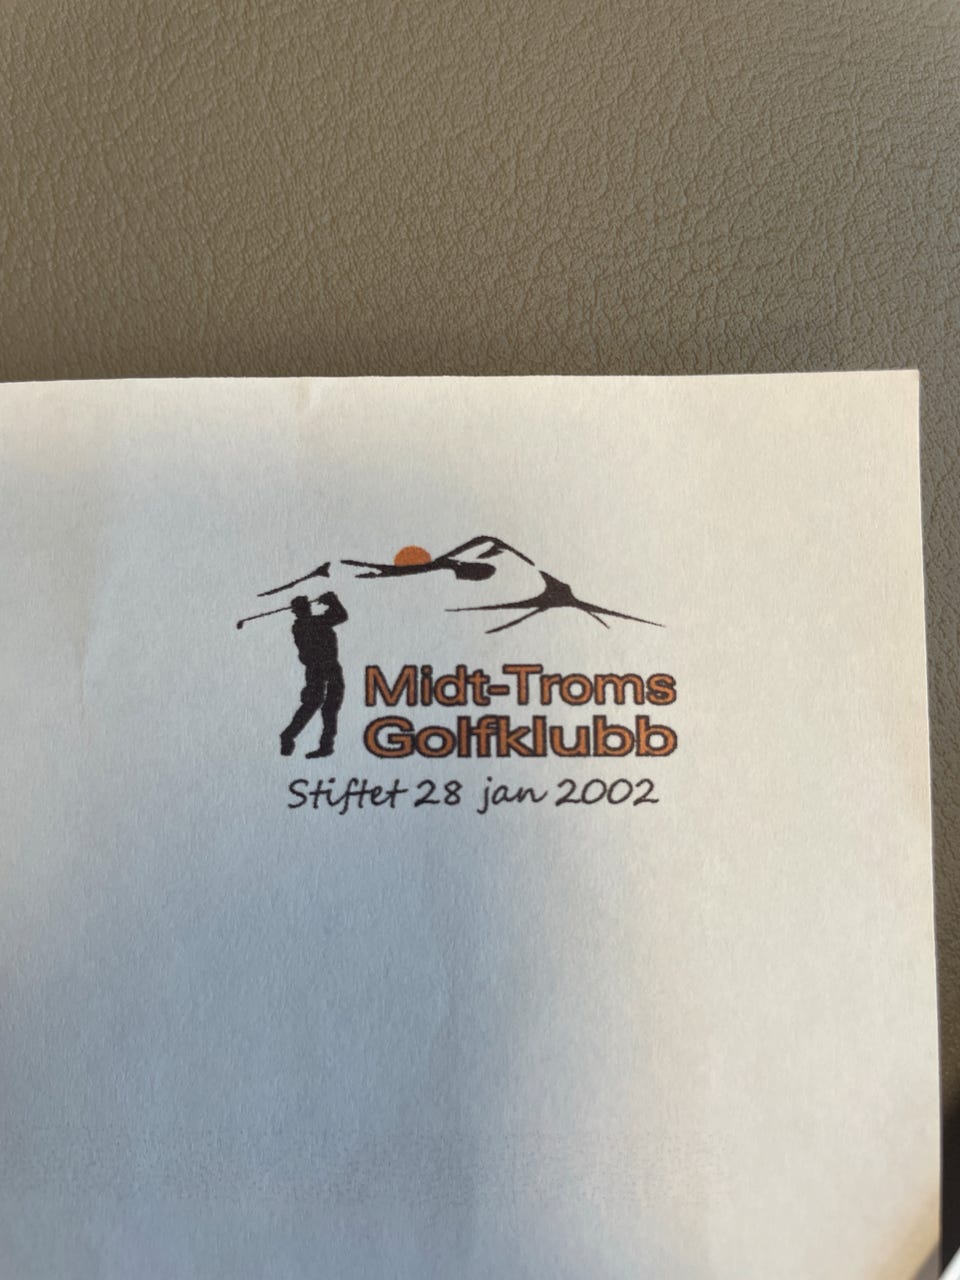 Midt-Troms
Golfklubb
Stiftet 28 jan 2002